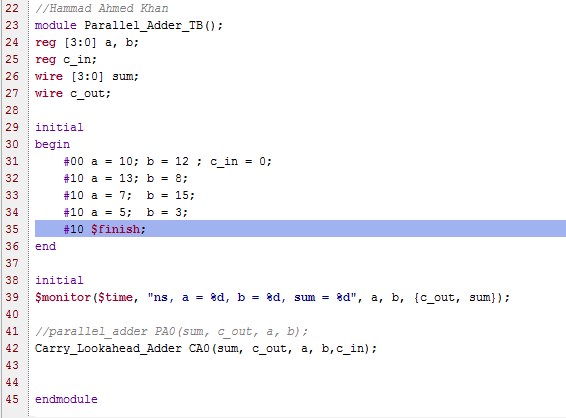 22 //Hammad Ahmed Khan
23 module Parallel_Adder_TB();
24 reg [3:0] a, b;
25 reg c_in;
26 wire [3:0] sum;
27 wire c_out;
28
29 initial
30 begin
31 #00 a = 10; b = 12 ; c_in = 0;
32 #10 a = 13; b = 8;
33 #10 a = 7; b = 15;
34 #10 a = 5; b = 3;
35 #10 $finish;
36 end
37
38 initial
39 $monitor($time, "ns, a = %d, b = %d, sum = %d", a, b, {c_out, sum});
40
41 //parallel_adder PA0(sum, c_out, a, b);
42 Carry_Lookahead_Adder CA0(sum, c_out, a, b,c_in);
43
44
45 endmodule